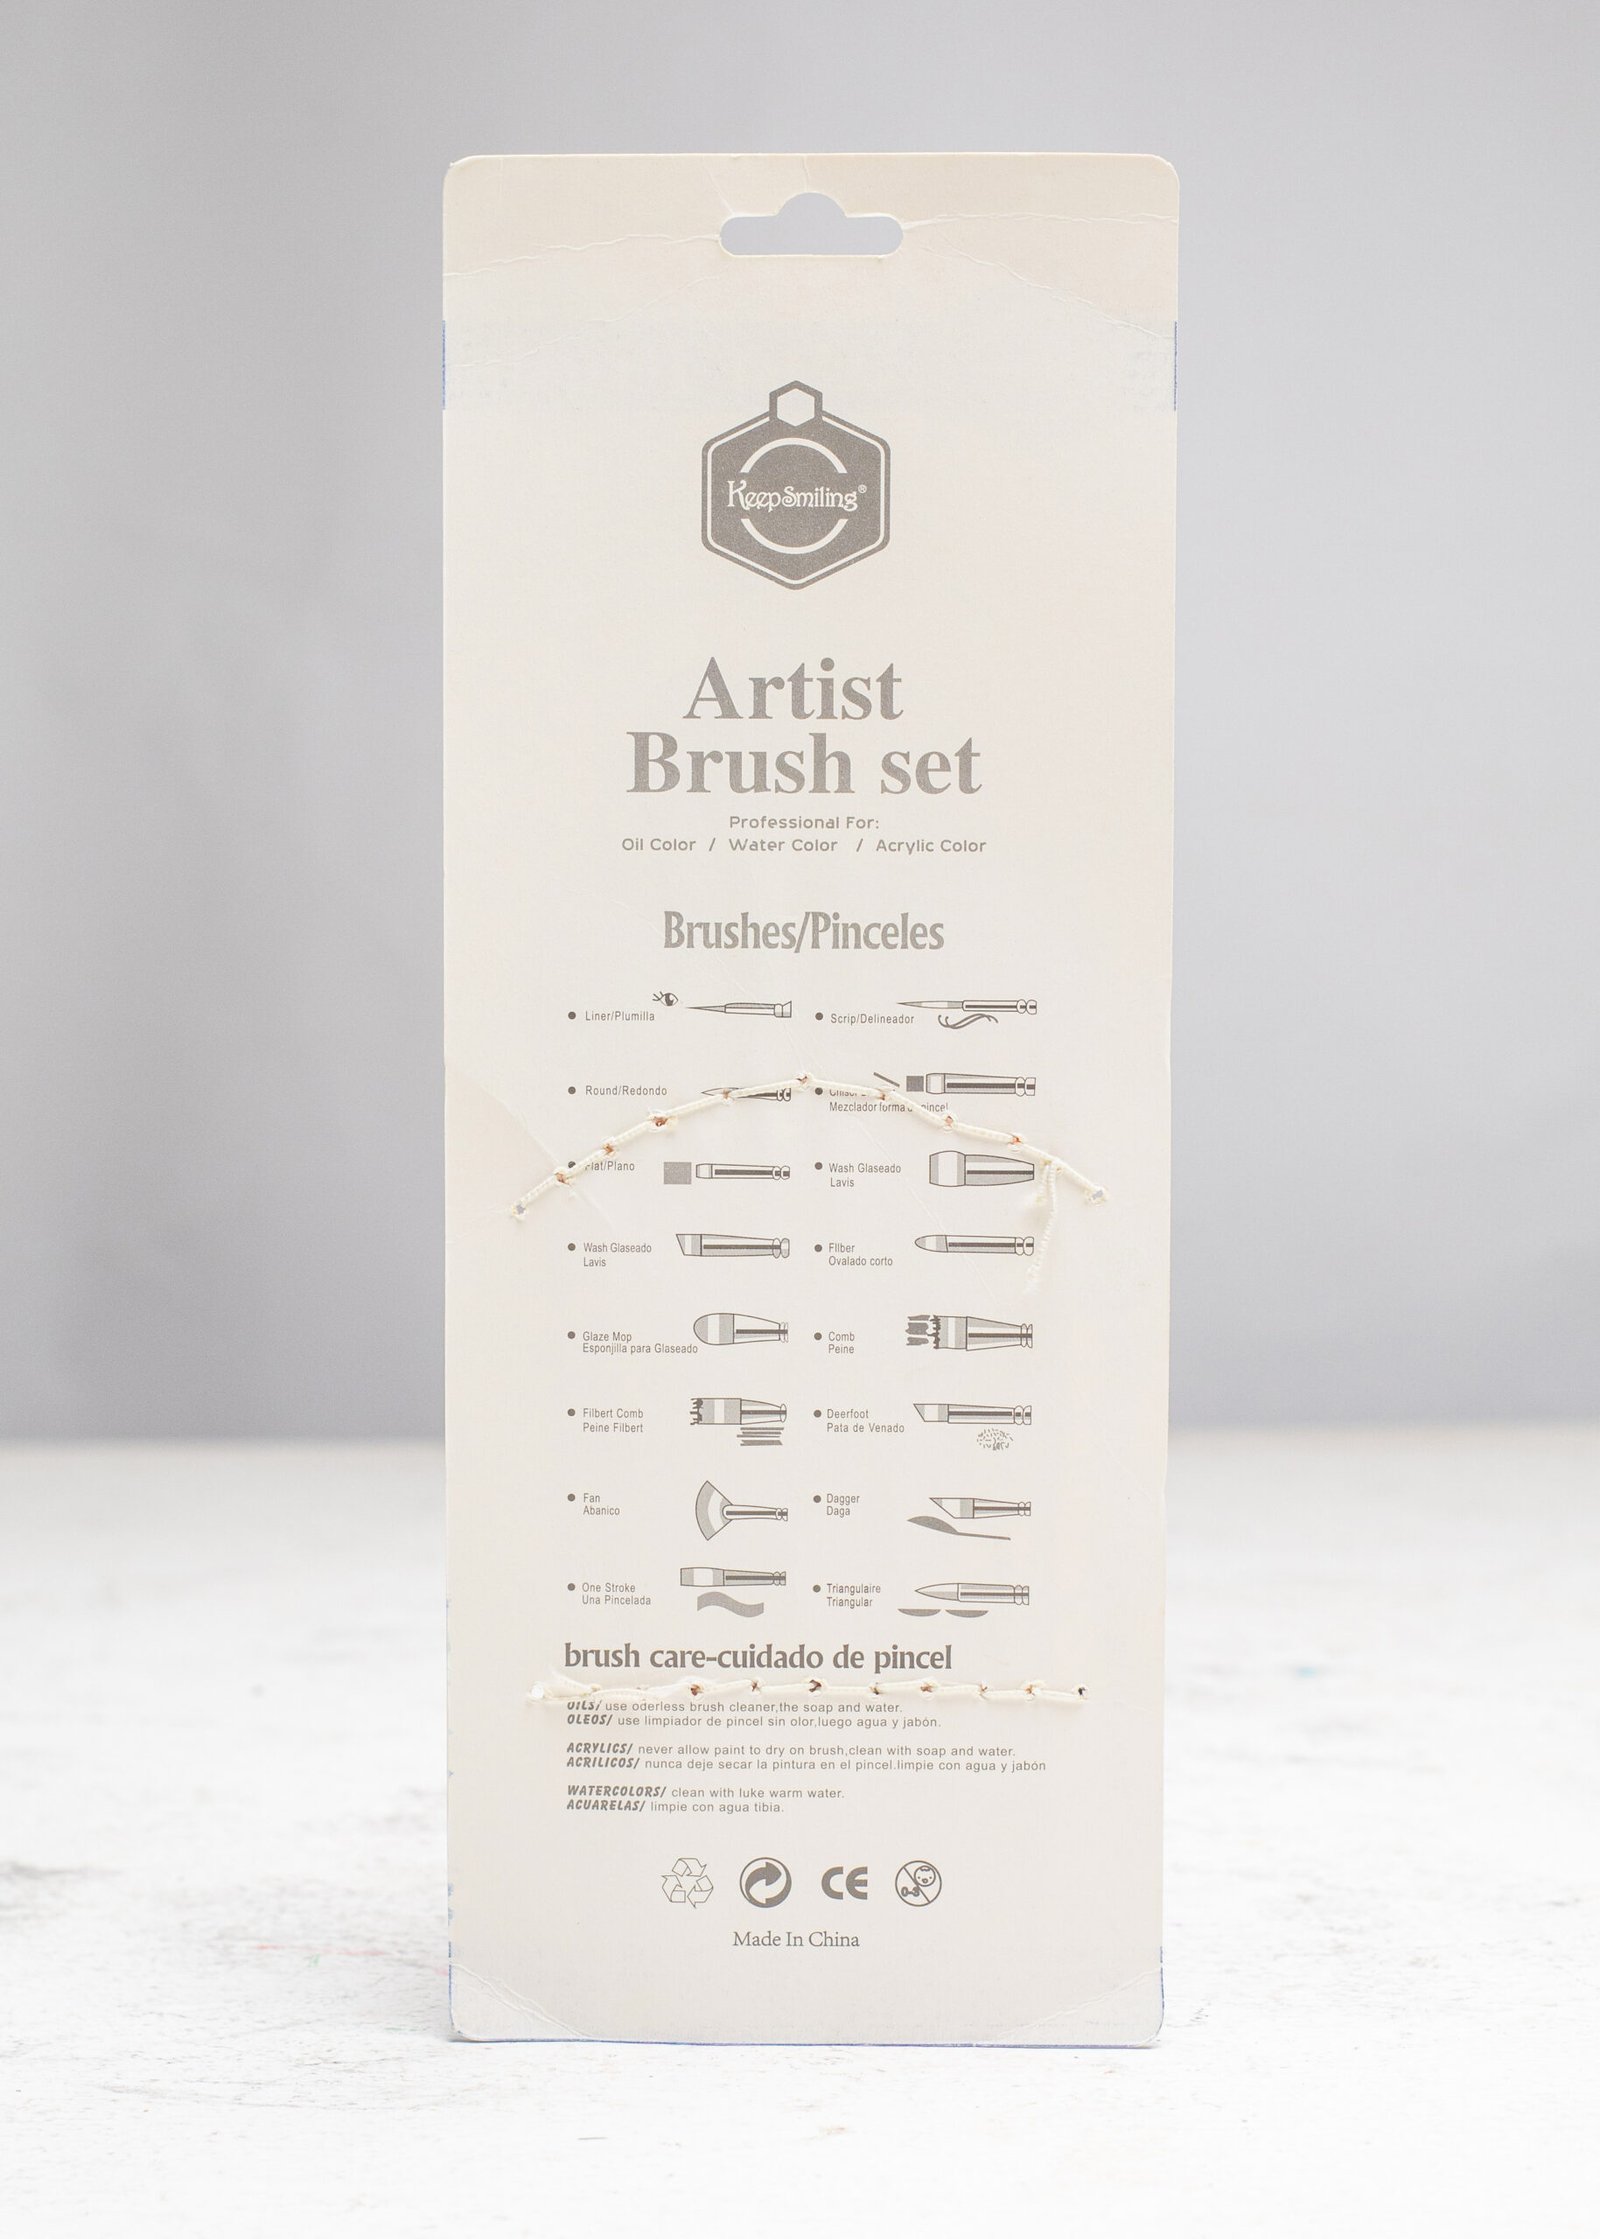 KeepSmiling®
Artist
Brush set
Professional For:
Oil Color / Water Color / Acrylic Color
Brushes/Pinceles
Liner/Plumilla
Scrip/Delineador
Round/Redondo
Mezclador forma pincel
Flat/Plano
Wash Glaseado
Lavis
Wash Glaseado
Lavis
Filber
Ovalado corto
Glaze Mop
Esponjilla para Glaseado
Comb
Peine
Filbert Comb
Peine Filbert
Deerfoot
Pata de Venado
Fan
Abanico
Dagger
Daga
One Stroke
Una Pincelada
Triangulaire
Triangular
brush care-cuidado de pincel
OILS/ use oderless brush cleaner,the soap and water.
OLEOS/ use limpiador de pincel sin olor,luego agua y jabón.
ACRYLICS/ never allow paint to dry on brush,clean with soap and water.
ACRILICOS/ nunca deje secar la pintura en el pincel.limpie con agua y jabón
WATERCOLORS/ clean with luke warm water.
ACUARELAS/ limpie con agua tibia.
CE
0-3
Made In China